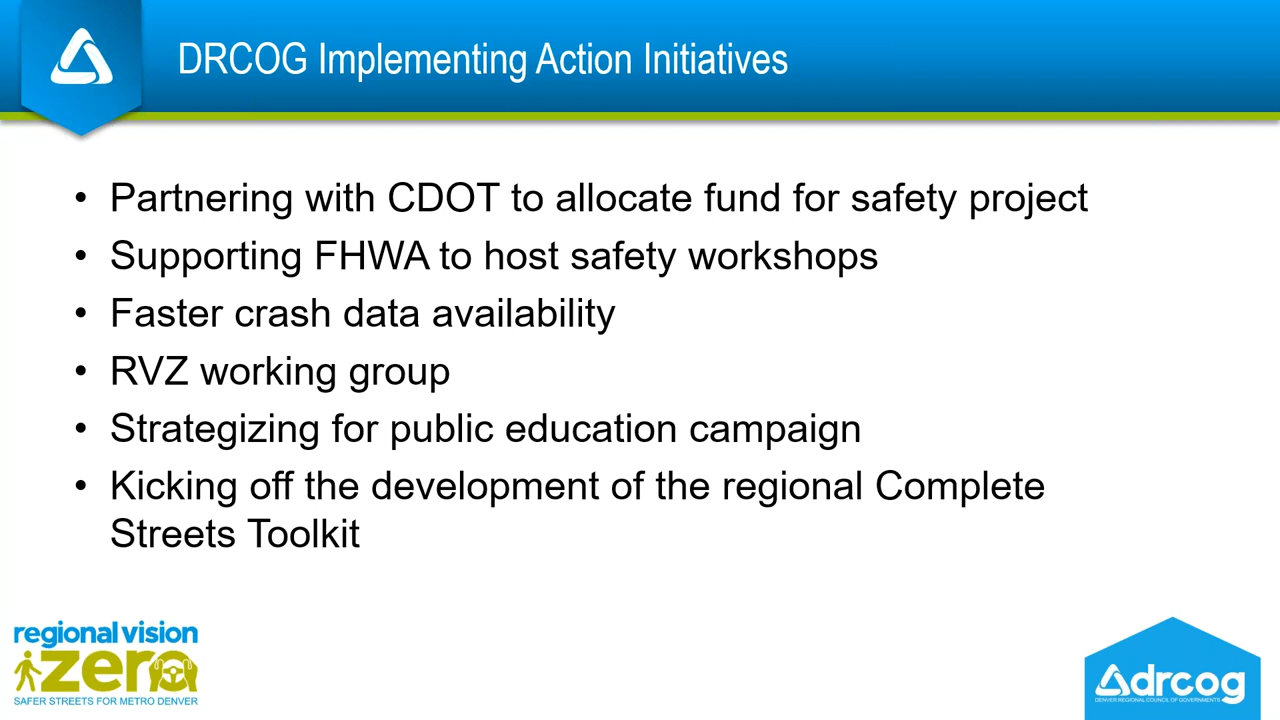 DRCOG Implementing Action Initiatives
• Partnering with CDOT to allocate fund for safety project
• Supporting FHWA to host safety workshops
• Faster crash data availability
• RVZ working group
• Strategizing for public education campaign
• Kicking off the development of the regional Complete
Streets Toolkit
regional vision
zero
SAFER STREETS FOR METRO DENVER
drcog
DENVER REGIONAL COUNCIL OF GOVERNMENTS